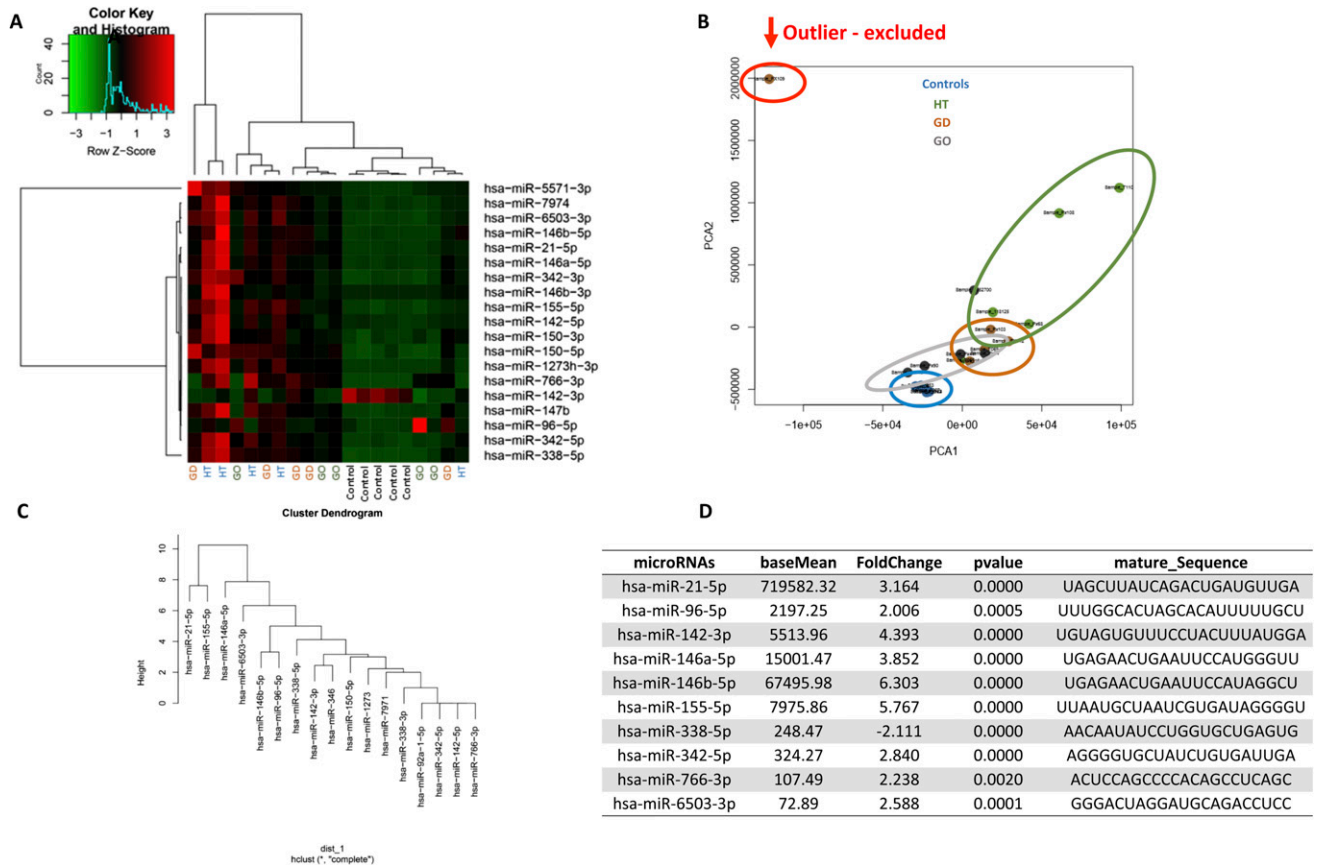 A
Color Key
and Histogram
Count
0 10 20 30 40
−3 −1 1 3
Row Z−Score
hsa−miR−5571−3p
hsa−miR−7974
hsa−miR−6503−3p
hsa−miR−146b−5p
hsa−miR−21−5p
hsa−miR−146a−5p
hsa−miR−342−3p
hsa−miR−146b−3p
hsa−miR−155−5p
hsa−miR−142−5p
hsa−miR−150−3p
hsa−miR−150−5p
hsa−miR−1273h−3p
hsa−miR−766−3p
hsa−miR−142−3p
hsa−miR−147b
hsa−miR−96−5p
hsa−miR−342−5p
hsa−miR−338−5p
GD HT HT GO HT GD HT GD GD GO GO Control Control Control Control Control GO GO GD HT
B
Outlier - excluded
Controls
HT
GD
GO
PCA2
−500000 0 500000 1000000 1500000 2000000
−1e+05 −5e+04 0e+00 5e+04 1e+05
PCA1
C
Cluster Dendrogram
Height
0 2 4 6 8 10
hsa−miR−21−5p
hsa−miR−155−5p
hsa−miR−146a−5p
hsa−miR−6503−3p
hsa−miR−146b−5p
hsa−miR−96−5p
hsa−miR−338−5p
hsa−miR−142−3p
hsa−miR−346
hsa−miR−150−5p
hsa−miR−1273
hsa−miR−7971
hsa−miR−338−3p
hsa−miR−92a−1−5p
hsa−miR−342−5p
hsa−miR−142−5p
hsa−miR−766−3p
dist_1
hclust (*, "complete")
D
microRNAs baseMean FoldChange pvalue mature_Sequence
hsa-miR-21-5p 719582.32 3.164 0.0000 UAGCUUAUCAGACUGAUGUUGA
hsa-miR-96-5p 2197.25 2.006 0.0005 UUUGGCACUAGCACAUUUUUGCU
hsa-miR-142-3p 5513.96 4.393 0.0000 UGUAGUGUUUCCUACUUUAUGGA
hsa-miR-146a-5p 15001.47 3.852 0.0000 UGAGAACUGAAUUCCAUGGGUU
hsa-miR-146b-5p 67495.98 6.303 0.0000 UGAGAACUGAAUUCCAUAGGCU
hsa-miR-155-5p 7975.86 5.767 0.0000 UUAAUGCUAAUCGUGAUAGGGGU
hsa-miR-338-5p 248.47 -2.111 0.0000 AACAAUAUCCUGGUGCUGAGUG
hsa-miR-342-5p 324.27 2.840 0.0000 AGGGGUGCUAUCUGUGAUUGA
hsa-miR-766-3p 107.49 2.238 0.0020 ACUCCAGCCCCACAGCCUCAGC
hsa-miR-6503-3p 72.89 2.588 0.0001 GGGACUAGGAUGCAGACCUCC